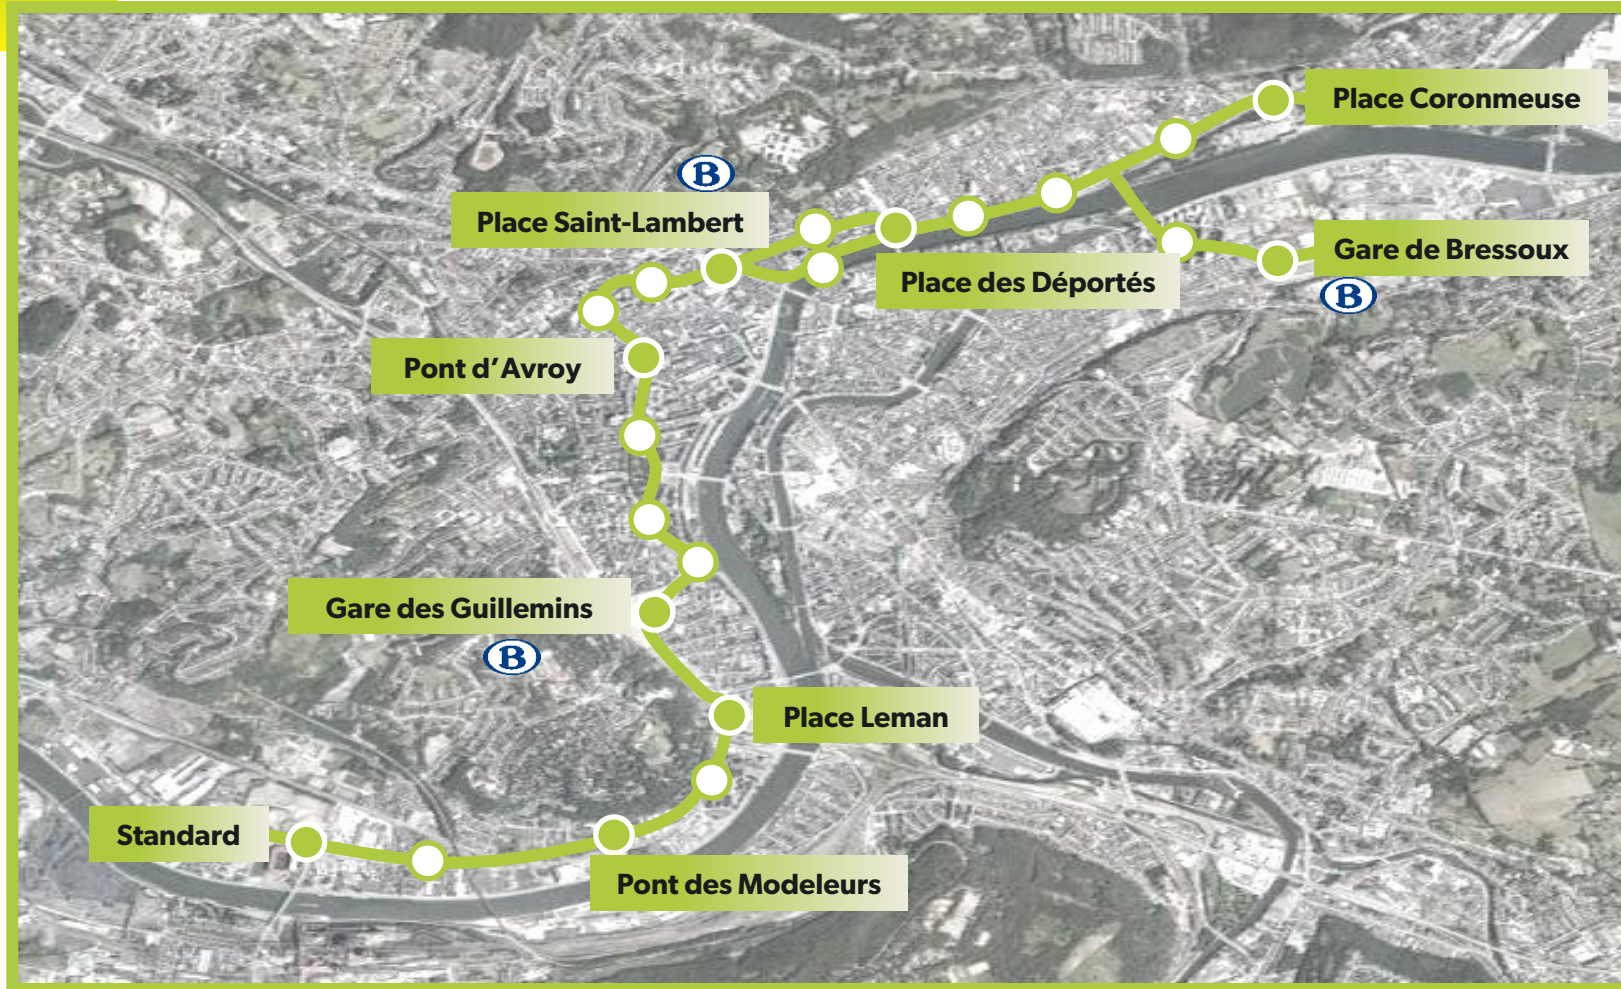 Place Coronmeuse
B
Place Saint-Lambert
Gare de Bressoux
Place des Déportés
B
Pont d'Avroy
Gare des Guillemins
B
Place Leman
Standard
Pont des Modeleurs